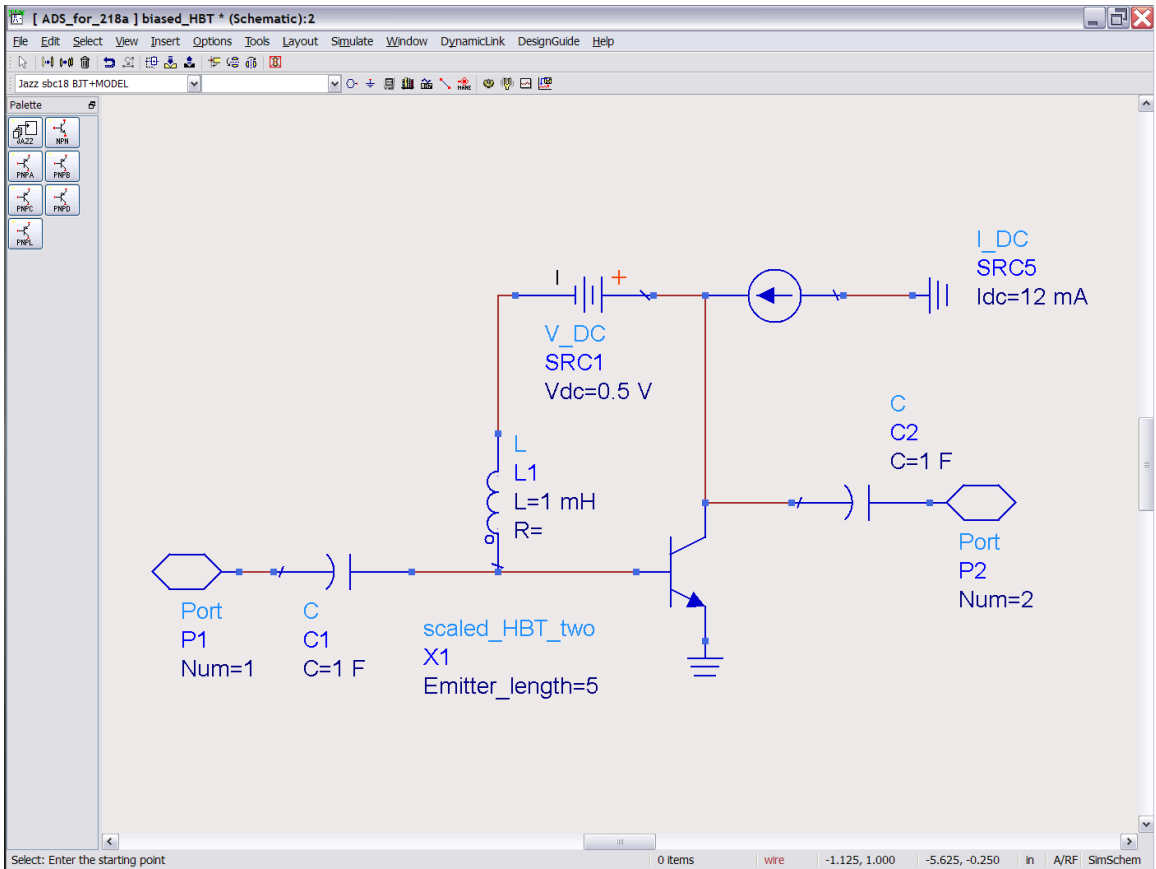 [ ADS_for_218a ] biased_HBT * (Schematic):2
File Edit Select View Insert Options Tools Layout Simulate Window DynamicLink DesignGuide Help
Jazz sbc18 BJT+MODEL
NAME
Palette
JAZZ
NPN
PNPA
PNPB
PNPC
PNPD
PNPL
I_DC
SRC5
Idc=12 mA
+
V_DC
SRC1
Vdc=0.5 V
C
C2
C=1 F
L
L1
L=1 mH
R=
Port
P2
Num=2
Port
P1
Num=1
C
C1
C=1 F
scaled_HBT_two
X1
Emitter_length=5
Select: Enter the starting point
0 items
wire
-1.125, 1.000
-5.625, -0.250
in
A/RF
SimSchem